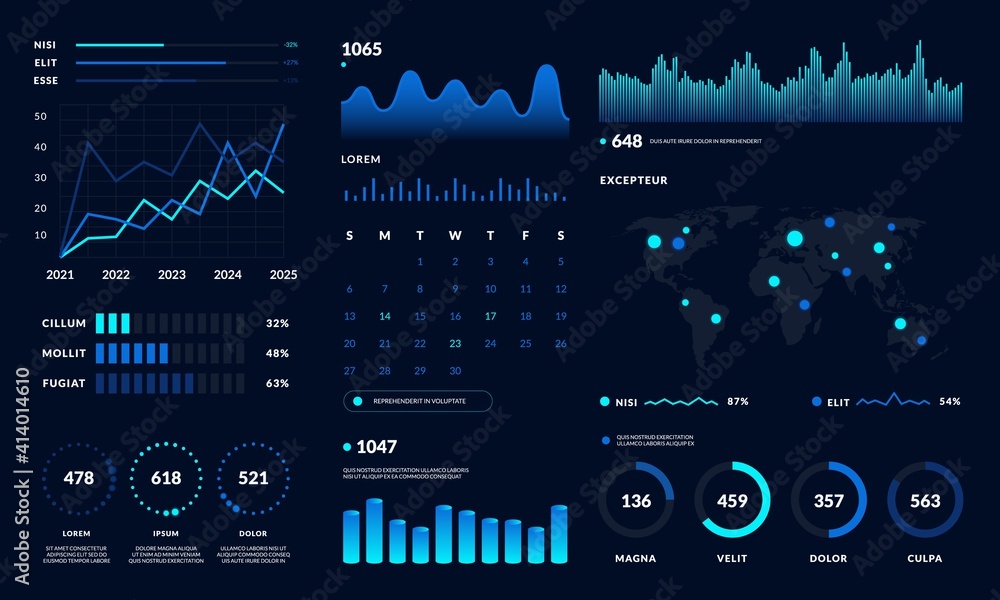 NISI -32%
ELIT +27%
ESSE +13%
50
40
30
20
10
2021 2022 2023 2024 2025
CILLUM 32%
MOLLIT 48%
FUGIAT 63%
478 618 521
LOREM IPSUM DOLOR
SIT AMET CONSECTETUR
ADIPISCING ELIT SED DO
EIUSMOD TEMPOR LABORE
DOLORE MAGNA ALIQUA
UT ENIM AD MINIM VENIAM
QUIS NOSTRUD EXERCITATION
ULLAMCO LABORIS NISI UT
ALIQUIP COMMODO CONSEQ
UIS AUTE IRURE DOLOR IN
1065
LOREM
S M T W T F S
1 2 3 4 5
6 7 8 9 10 11 12
13 14 15 16 17 18 19
20 21 22 23 24 25 26
27 28 29 30
REPREHENDERIT IN VOLUPTATE
1047
QUIS NOSTRUD EXERCITATION ULLAMCO LABORIS
NISI UT ALIQUIP EX EA COMMODO CONSEQUAT
648 DUIS AUTE IRURE DOLOR IN REPREHENDERIT
EXCEPTEUR
NISI 87% ELIT 54%
QUIS NOSTRUD EXERCITATION
ULLAMCO LABORIS ALIQUIP EX
136 459 357 563
MAGNA VELIT DOLOR CULPA
Adobe Stock | #414014610